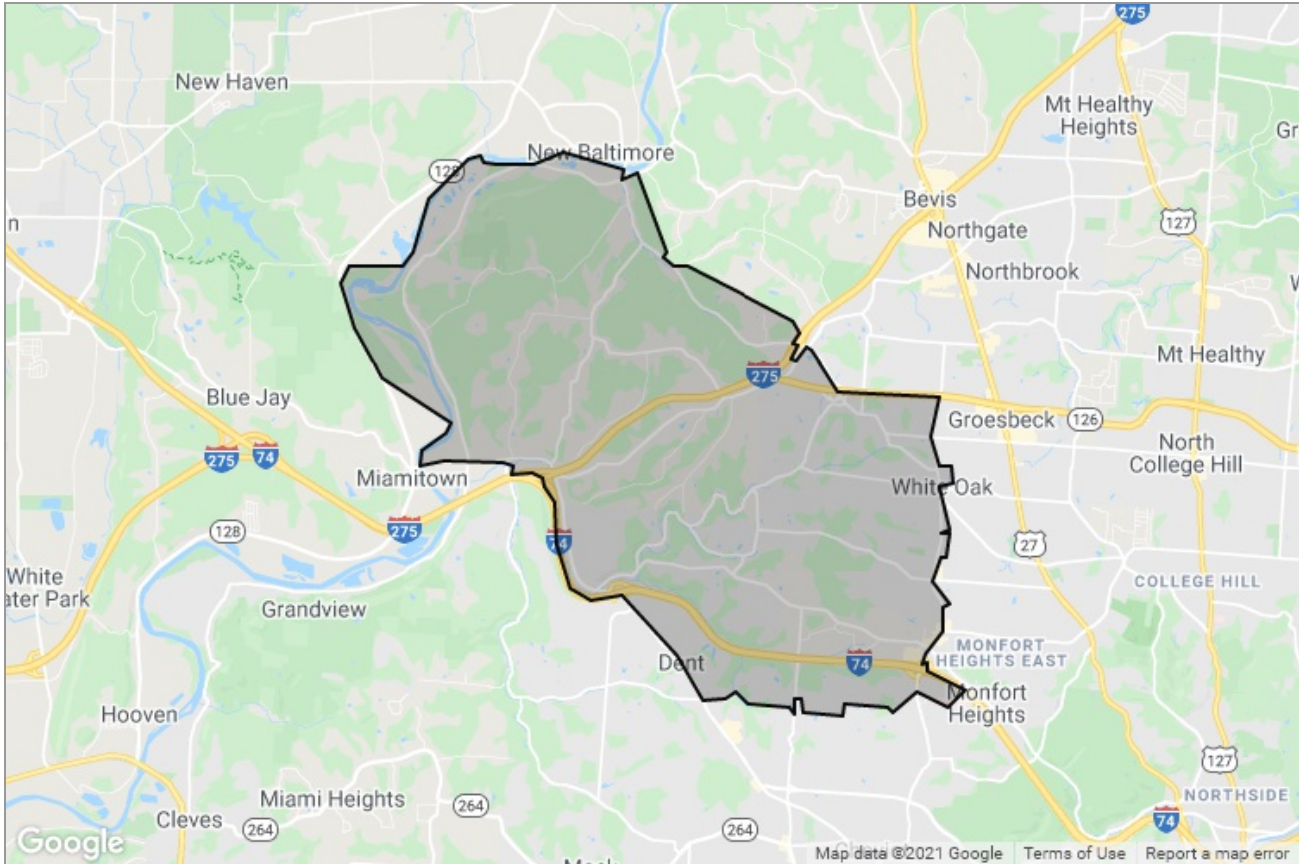 275
New Haven
Mt Healthy
Heights
Gr
128
New Baltimore
Bevis
127
n
Northgate
Northbrook
W
Mt Healthy
275
Blue Jay
Groesbeck
126
275
74
North
College Hill
Miamitown
White Oak
275
128
74
27
White
ater Park
COLLEGE HILL
Grandview
MONFORT
HEIGHTS EAST
Dent
74
Monfort
Heights
Hooven
127
Miami Heights
264
NORTHSIDE
Cleves
264
264
74
Google
Map data ©2021 Google
Terms of Use
Report a map error